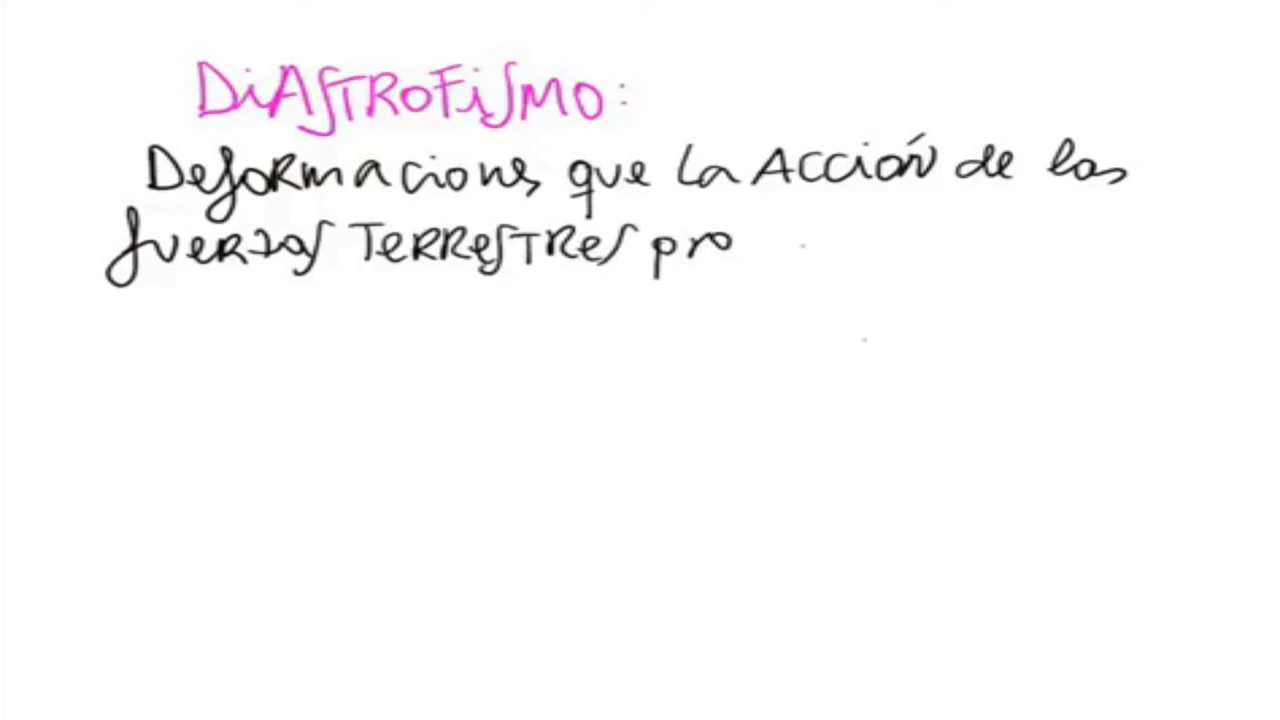 DiASTROFiSMO:
Deformaciones que la Acción de las
fuerzas TERRESTRES pro